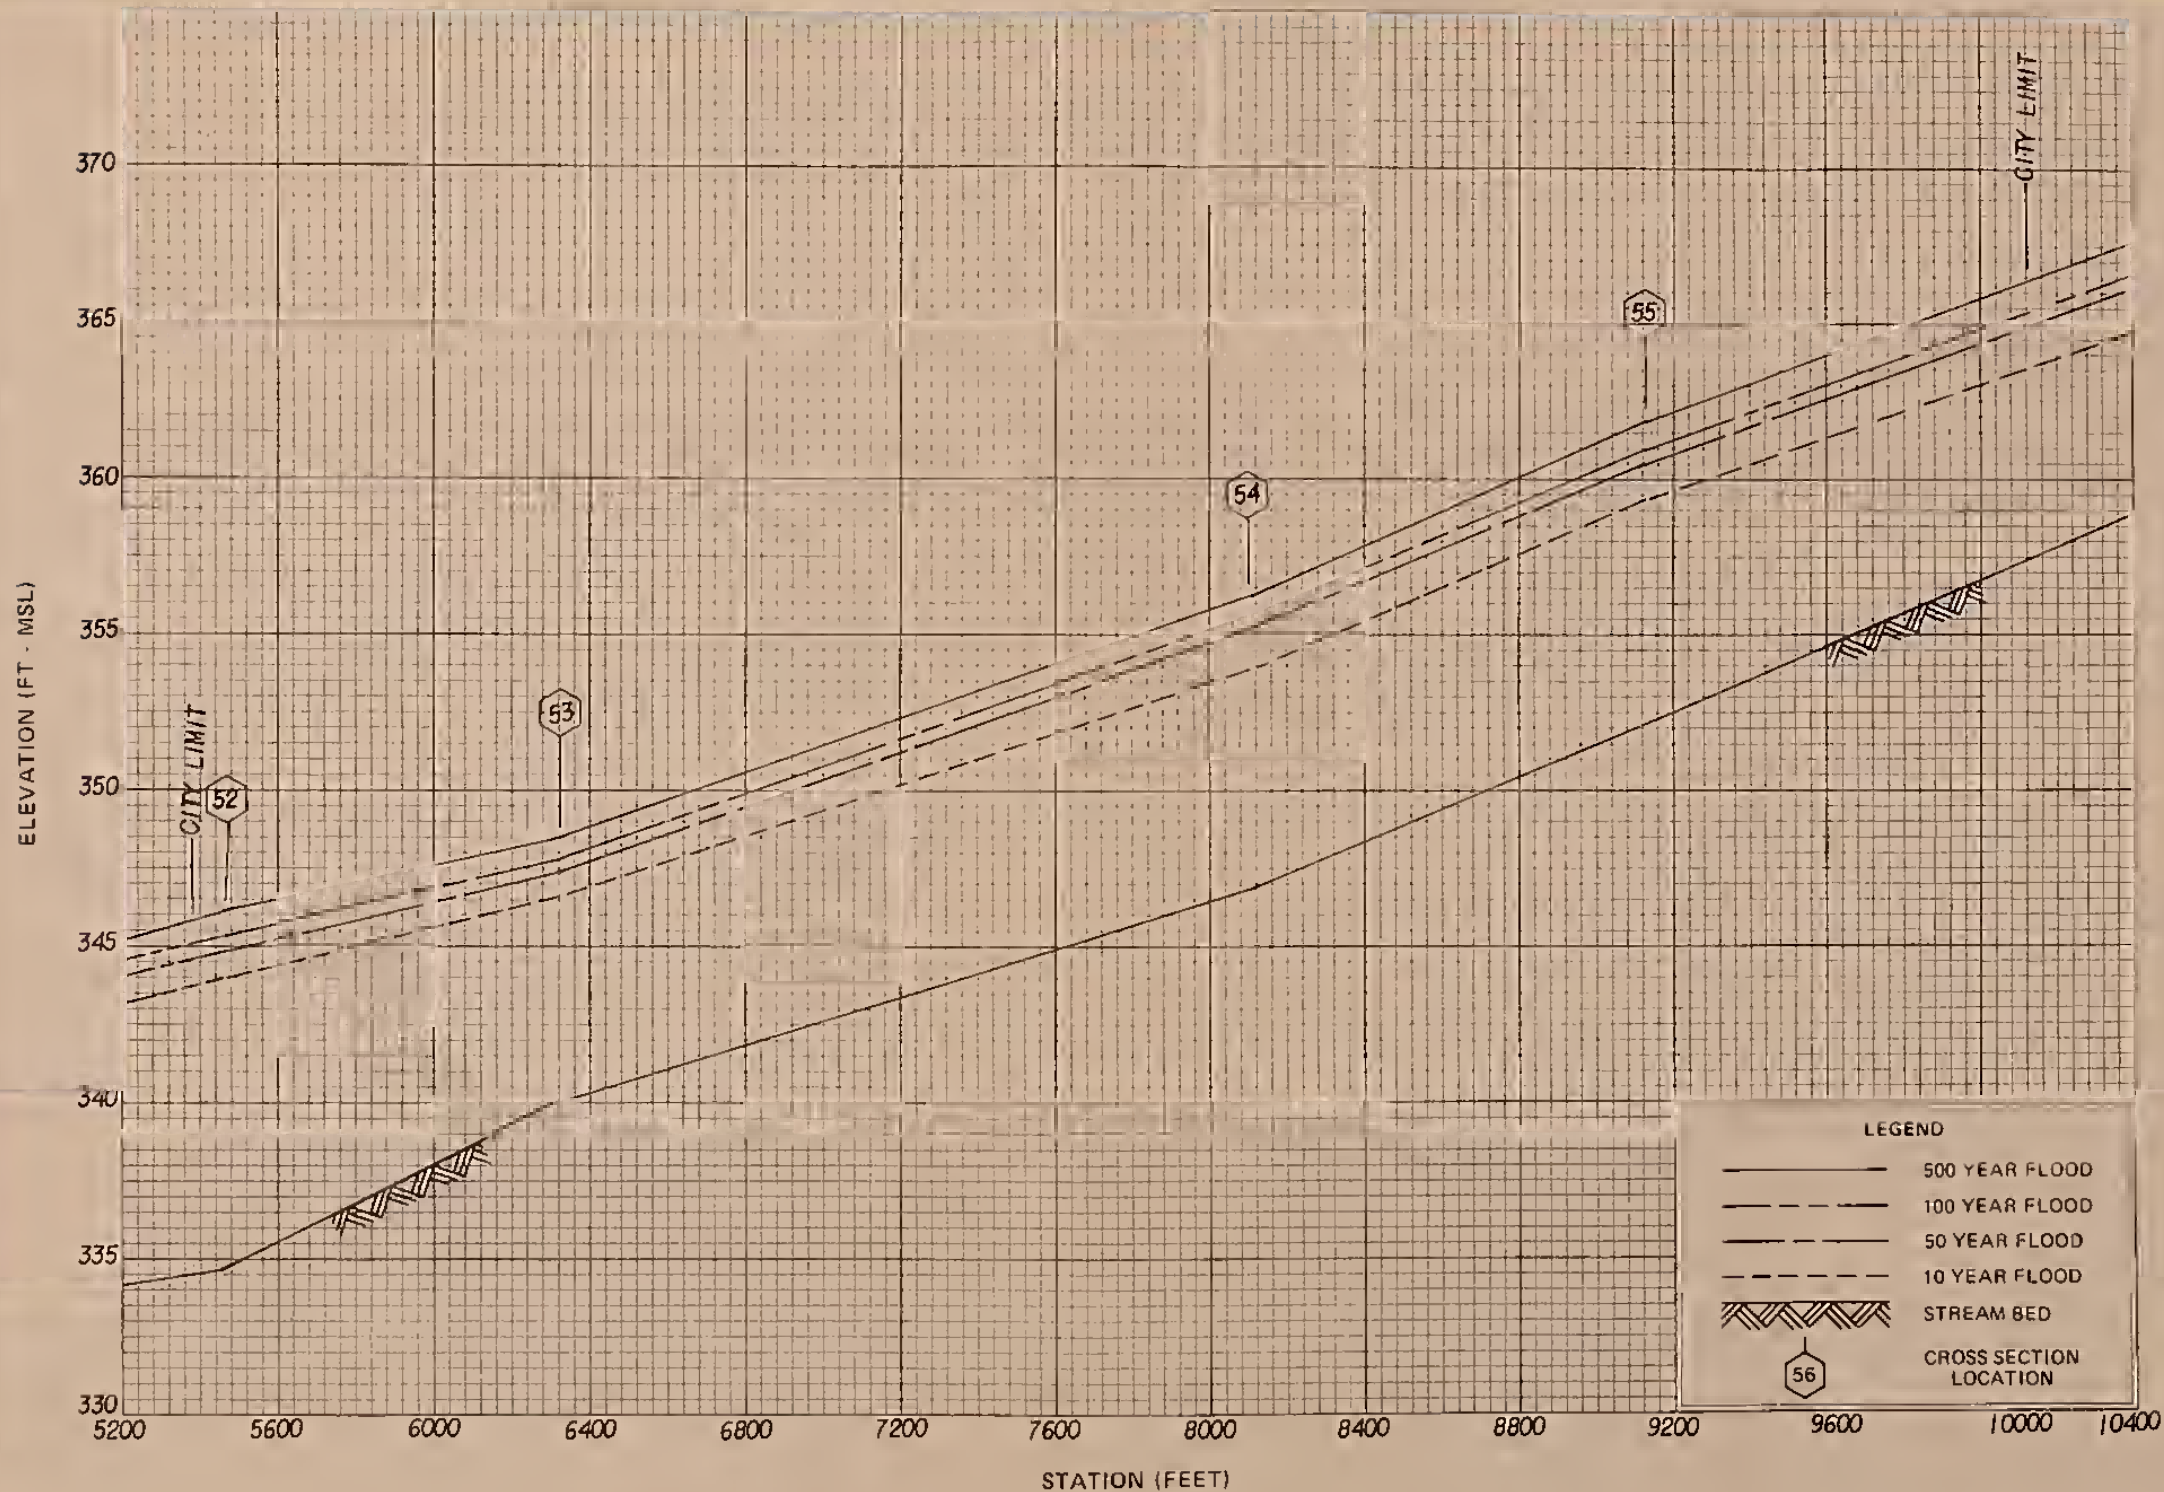 370
365
360
355
350
345
340
335
330
ELEVATION (FT - MSL)
CITY LIMIT
52
53
54
55
CITY LIMIT
5200 5600 6000 6400 6800 7200 7600 8000 8400 8800 9200 9600 10000 10400
STATION (FEET)
LEGEND
500 YEAR FLOOD
100 YEAR FLOOD
50 YEAR FLOOD
10 YEAR FLOOD
STREAM BED
56
CROSS SECTION
LOCATION